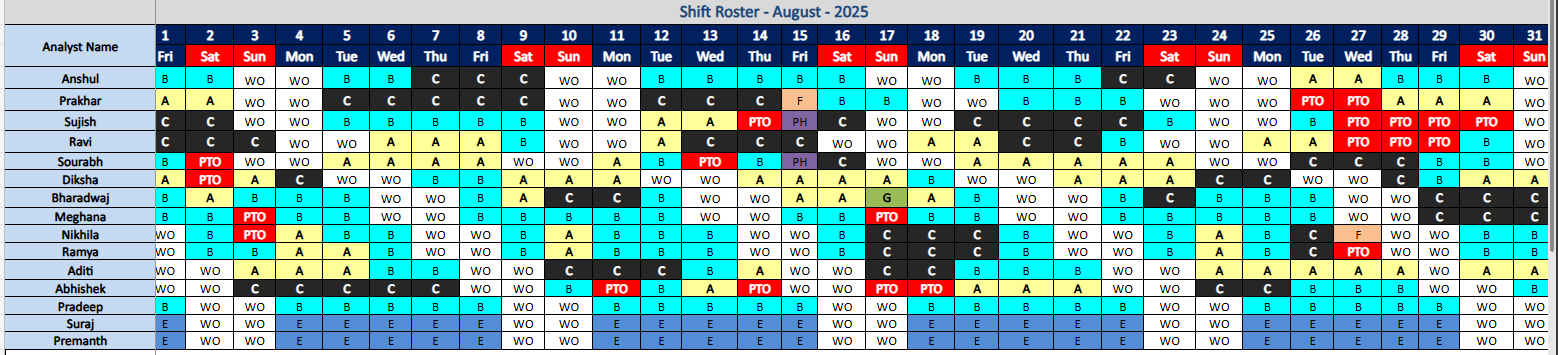 Shift Roster - August - 2025
Analyst Name 1 2 3 4 5 6 7 8 9 10 11 12 13 14 15 16 17 18 19 20 21 22 23 24 25 26 27 28 29 30 31
Fri Sat Sun Mon Tue Wed Thu Fri Sat Sun Mon Tue Wed Thu Fri Sat Sun Mon Tue Wed Thu Fri Sat Sun Mon Tue Wed Thu Fri Sat Sun
Anshul B B WO WO B B C C C WO WO B B B B B WO WO B B B C C WO WO A A B B B WO
Prakhar A A WO WO C C C C C WO WO C C C F B B WO WO B B B WO WO WO PTO PTO A A A WO
Sujish C C WO WO B B B B B WO WO A A PTO PH C WO WO C C C C B WO WO B PTO PTO PTO PTO WO
Ravi C C C WO WO A A A B WO WO A C C C WO WO A A C C B WO WO A A PTO PTO PTO B WO
Sourabh B PTO WO WO A A A A WO WO A B PTO B PH C WO WO A A A A A WO WO C C C B B WO
Diksha A PTO A C WO WO B B A A A WO WO A A A A B WO WO A A A C C WO WO C B A A
Bharadwaj B A B B B WO WO B A C C B WO WO A A G A B WO WO B C B B B WO WO C C C
Meghana B B PTO B B WO WO B B B B B WO WO B B PTO B B WO WO B B B B B WO WO C C C
Nikhila WO B PTO A B B WO WO B A B B B WO WO B C C C WO WO WO B A B C F WO WO B B
Ramya WO B B A A B WO WO B A B B B WO WO B C C C WO WO WO B A B C PTO WO WO B B
Aditi WO WO A A A B B WO WO C C C B A WO WO C C B B B WO WO A A A A A WO A A
Abhishek WO WO C C C C C WO WO B PTO B A PTO WO WO PTO PTO A A A WO WO C C B B B WO WO B
Pradeep B WO WO B B B B B WO WO B B B B B WO WO B B B B B WO WO B B B B B WO WO
Suraj E WO WO E E E E E WO WO E E E E E WO WO E E E E E WO WO E E E E E WO WO
Premanth E WO WO E E E E E WO WO E E E E E WO WO E E E E E WO WO E E E E E WO WO